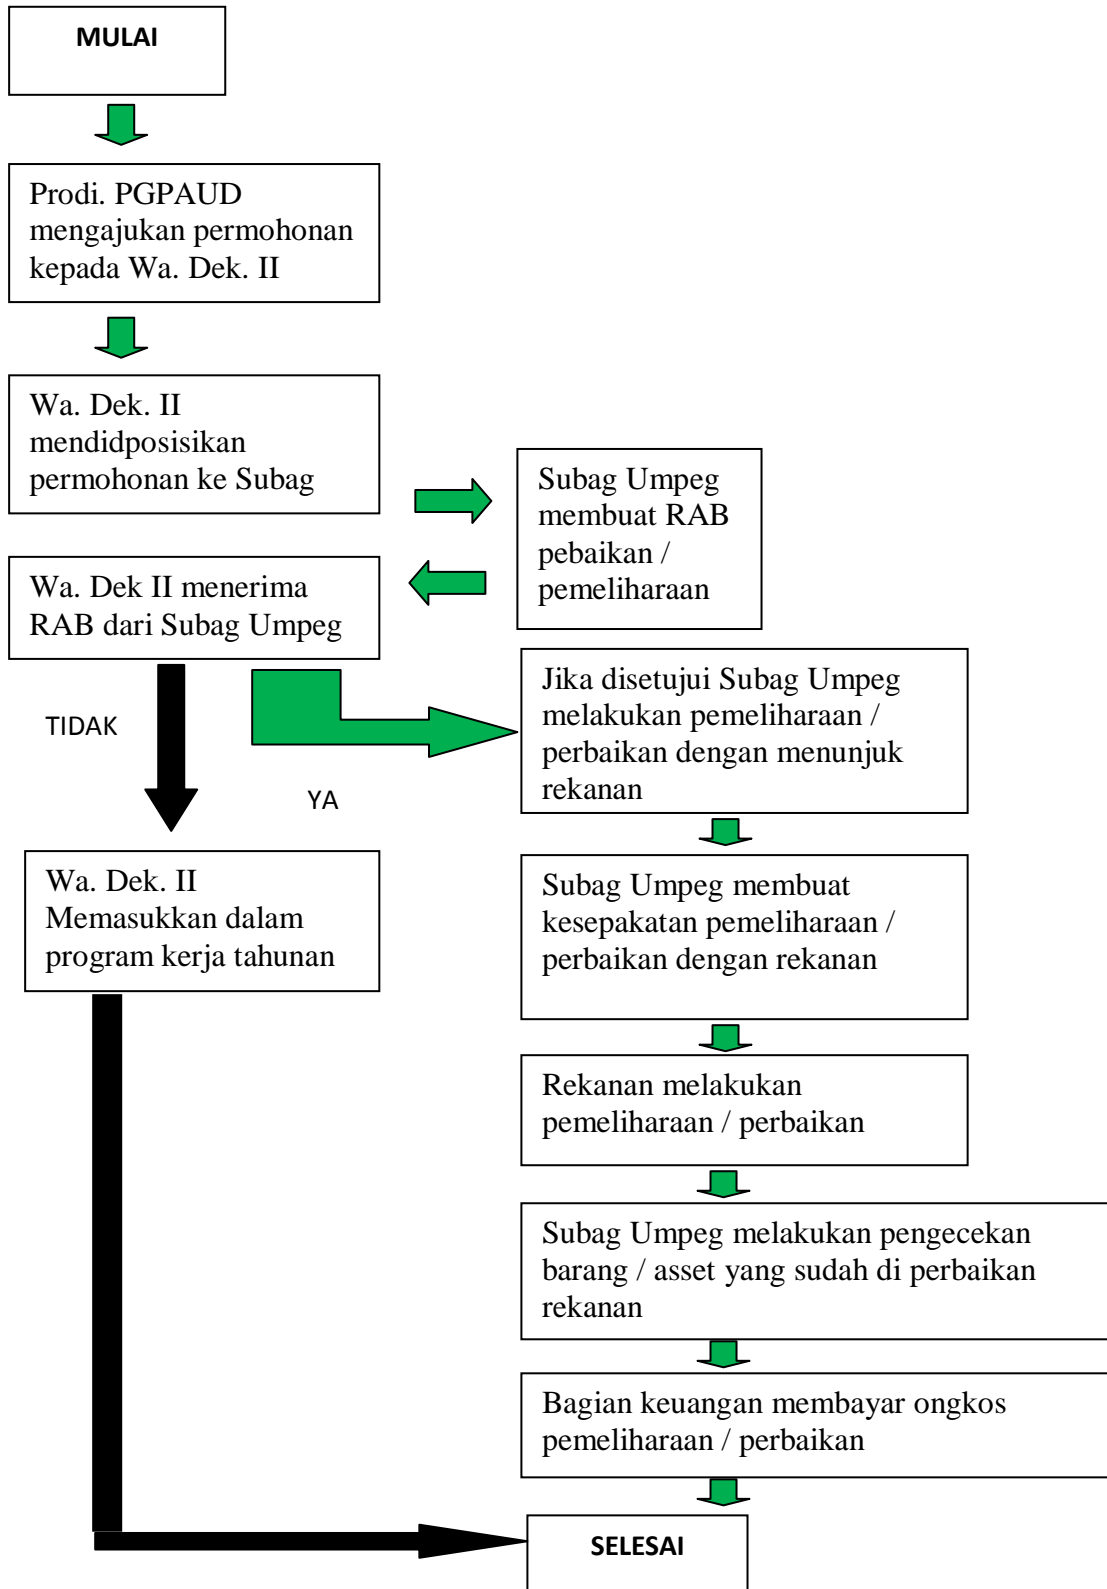 MULAI
Prodi. PGPAUD
mengajukan permohonan
kepada Wa. Dek. II
Wa. Dek. II
mendidposisikan
permohonan ke Subag
Subag Umpeg
membuat RAB
pebaikan /
pemeliharaan
Wa. Dek II menerima
RAB dari Subag Umpeg
TIDAK
YA
Jika disetujui Subag Umpeg
melakukan pemeliharaan /
perbaikan dengan menunjuk
rekanan
Wa. Dek. II
Memasukkan dalam
program kerja tahunan
Subag Umpeg membuat
kesepakatan pemeliharaan /
perbaikan dengan rekanan
Rekanan melakukan
pemeliharaan / perbaikan
Subag Umpeg melakukan pengecekan
barang / asset yang sudah di perbaikan
rekanan
Bagian keuangan membayar ongkos
pemeliharaan / perbaikan
SELESAI